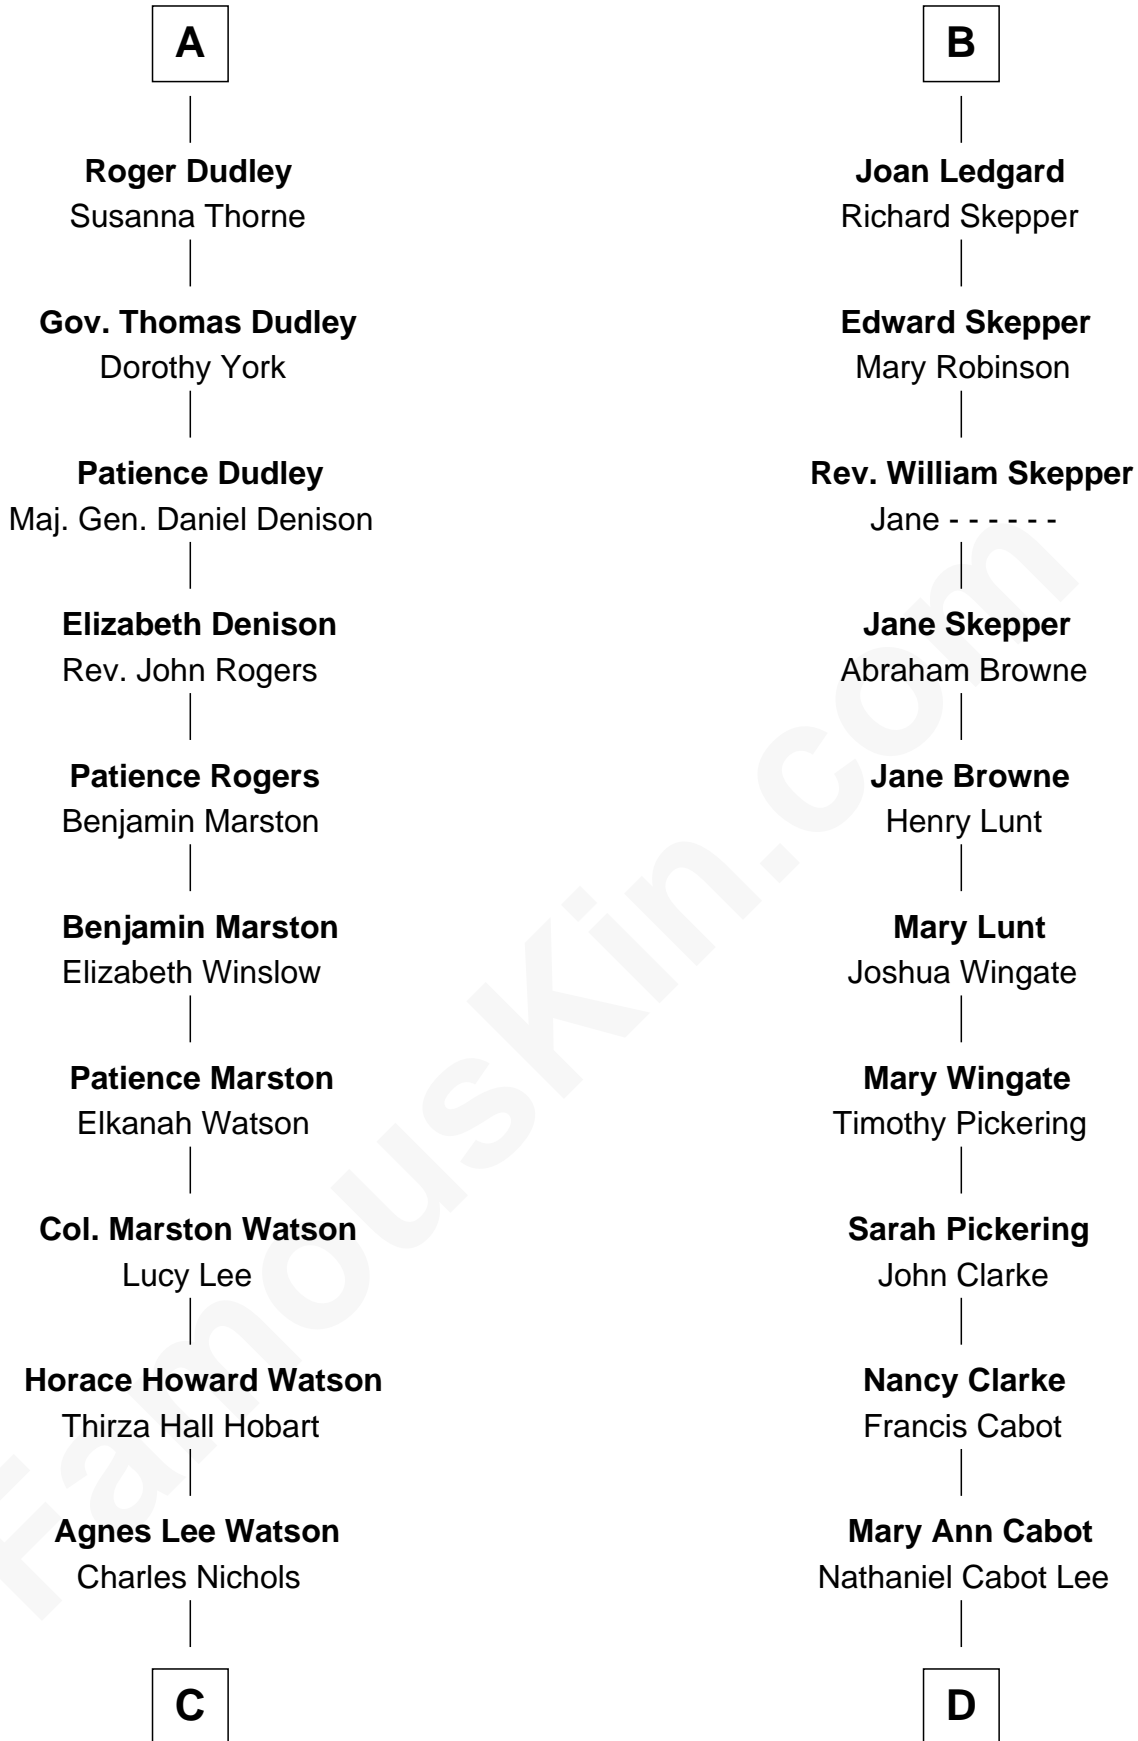 A
Roger Dudley
Susanna Thorne
Gov. Thomas Dudley
Dorothy York
Patience Dudley
Maj. Gen. Daniel Denison
Elizabeth Denison
Rev. John Rogers
Patience Rogers
Benjamin Marston
Benjamin Marston
Elizabeth Winslow
Patience Marston
Elkanah Watson
Col. Marston Watson
Lucy Lee
Horace Howard Watson
Thirza Hall Hobart
Agnes Lee Watson
Charles Nichols
C
B
Joan Ledgard
Richard Skepper
Edward Skepper
Mary Robinson
Rev. William Skepper
Jane - - - - - -
Jane Skepper
Abraham Browne
Jane Browne
Henry Lunt
Mary Lunt
Joshua Wingate
Mary Wingate
Timothy Pickering
Sarah Pickering
John Clarke
Nancy Clarke
Francis Cabot
Mary Ann Cabot
Nathaniel Cabot Lee
D
FamousKin.com